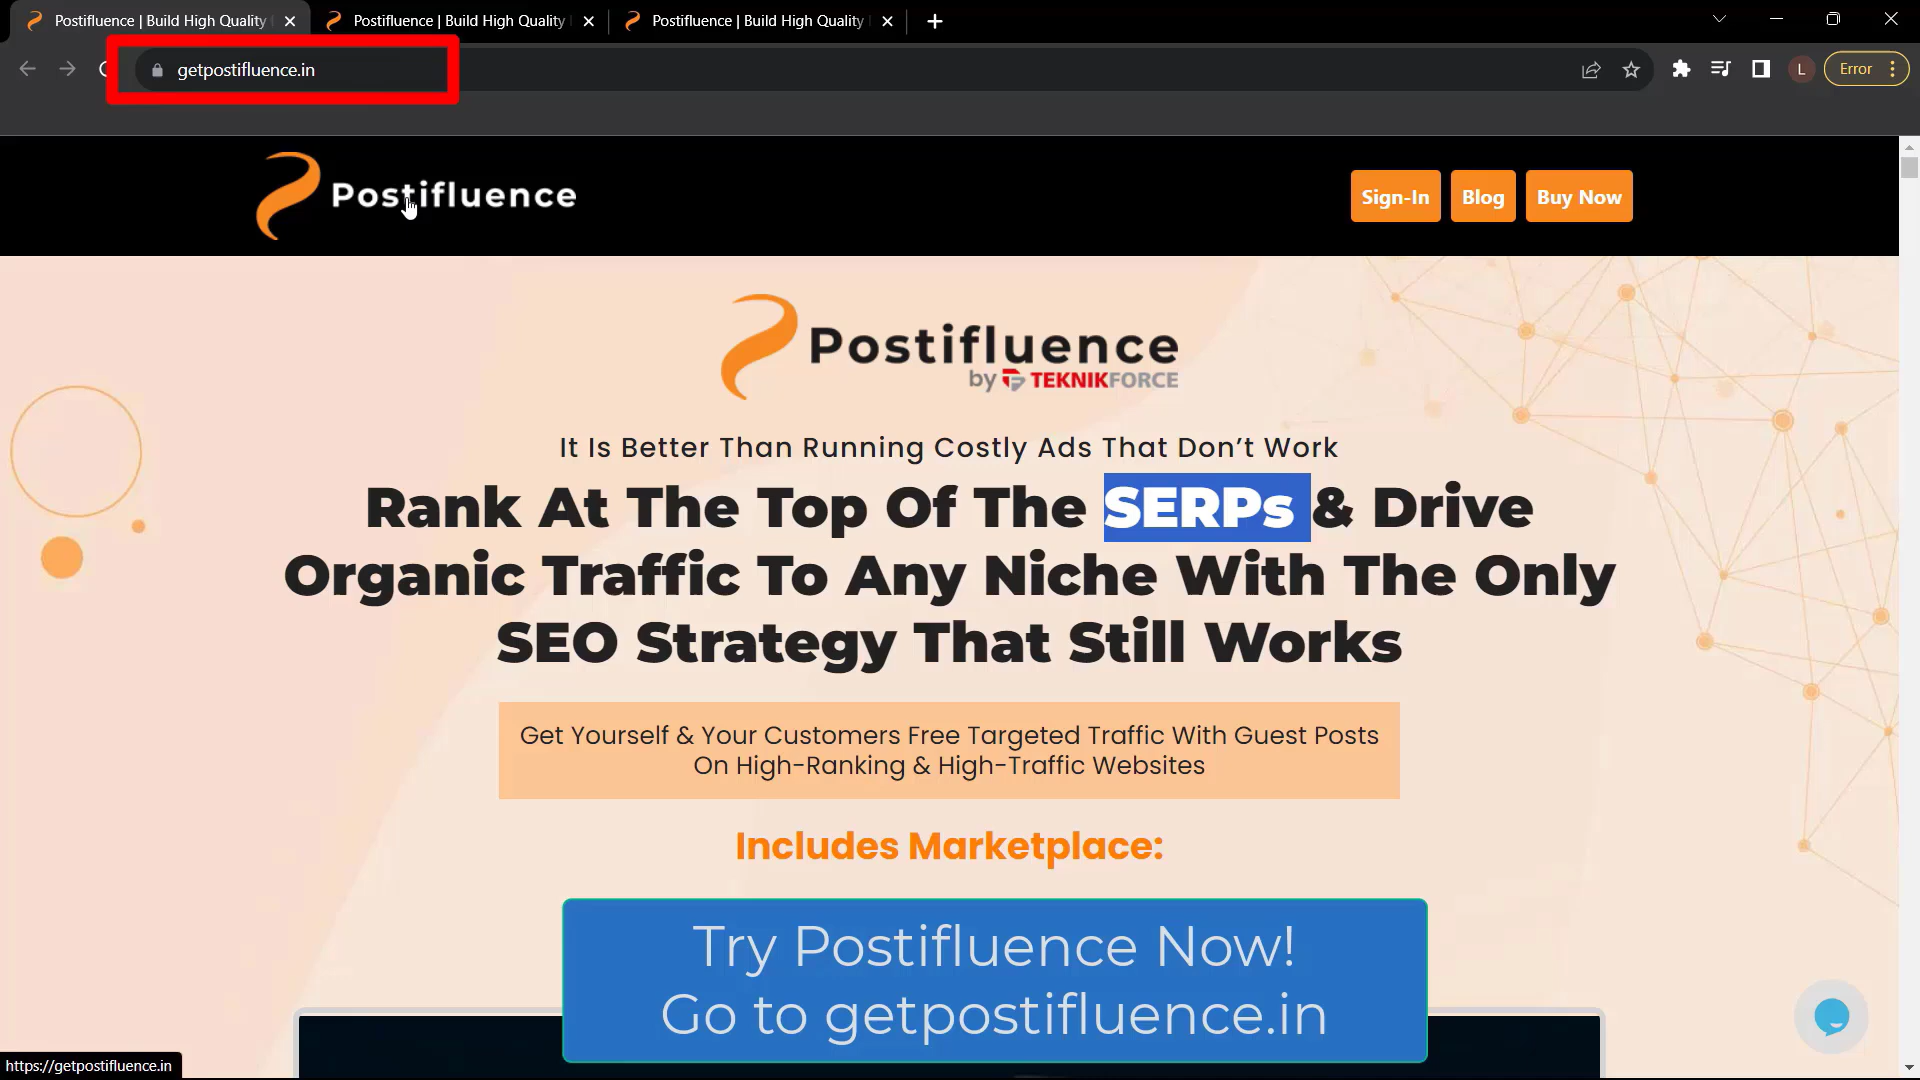 Postifluence | Build High Quality
Postifluence | Build High Quality
Postifluence | Build High Quality
getpostifluence.in
L
Error
Postifluence
Sign-In
Blog
Buy Now
Postifluence
by TEKNIKFORCE
It Is Better Than Running Costly Ads That Don’t Work
Rank At The Top Of The SERPs & Drive
Organic Traffic To Any Niche With The Only
SEO Strategy That Still Works
Get Yourself & Your Customers Free Targeted Traffic With Guest Posts
On High-Ranking & High-Traffic Websites
Includes Marketplace:
Try Postifluence Now!
Go to getpostifluence.in
https://getpostifluence.in